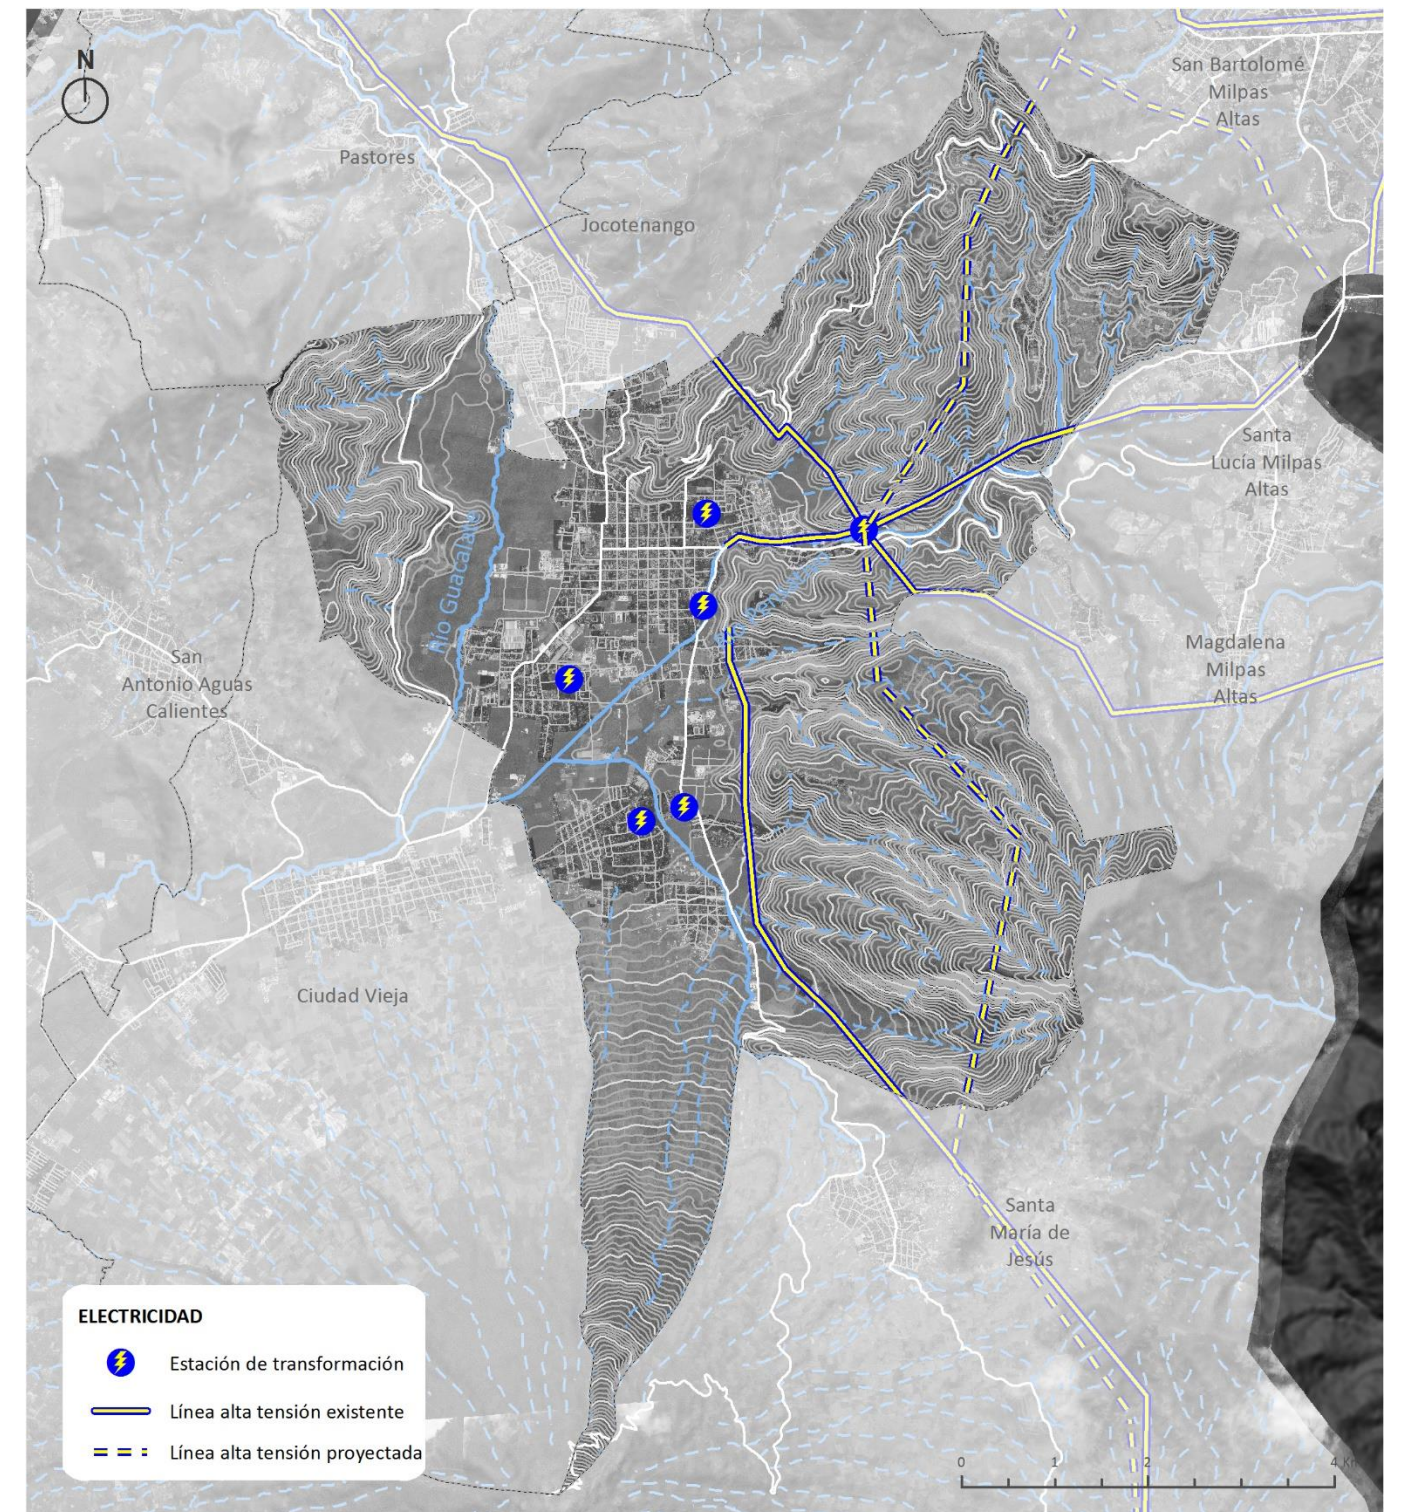 N
San Bartolomé
Milpas
Altas
Pastores
Jocotenango
Santa
Lucía Milpas
Altas
Río Guacalate
San
Antonio Aguas
Calientes
Magdalena
Milpas
Altas
Ciudad Vieja
Santa
María de
Jesús
ELECTRICIDAD
Estación de transformación
Línea alta tensión existente
Línea alta tensión proyectada
0 2 4 Km